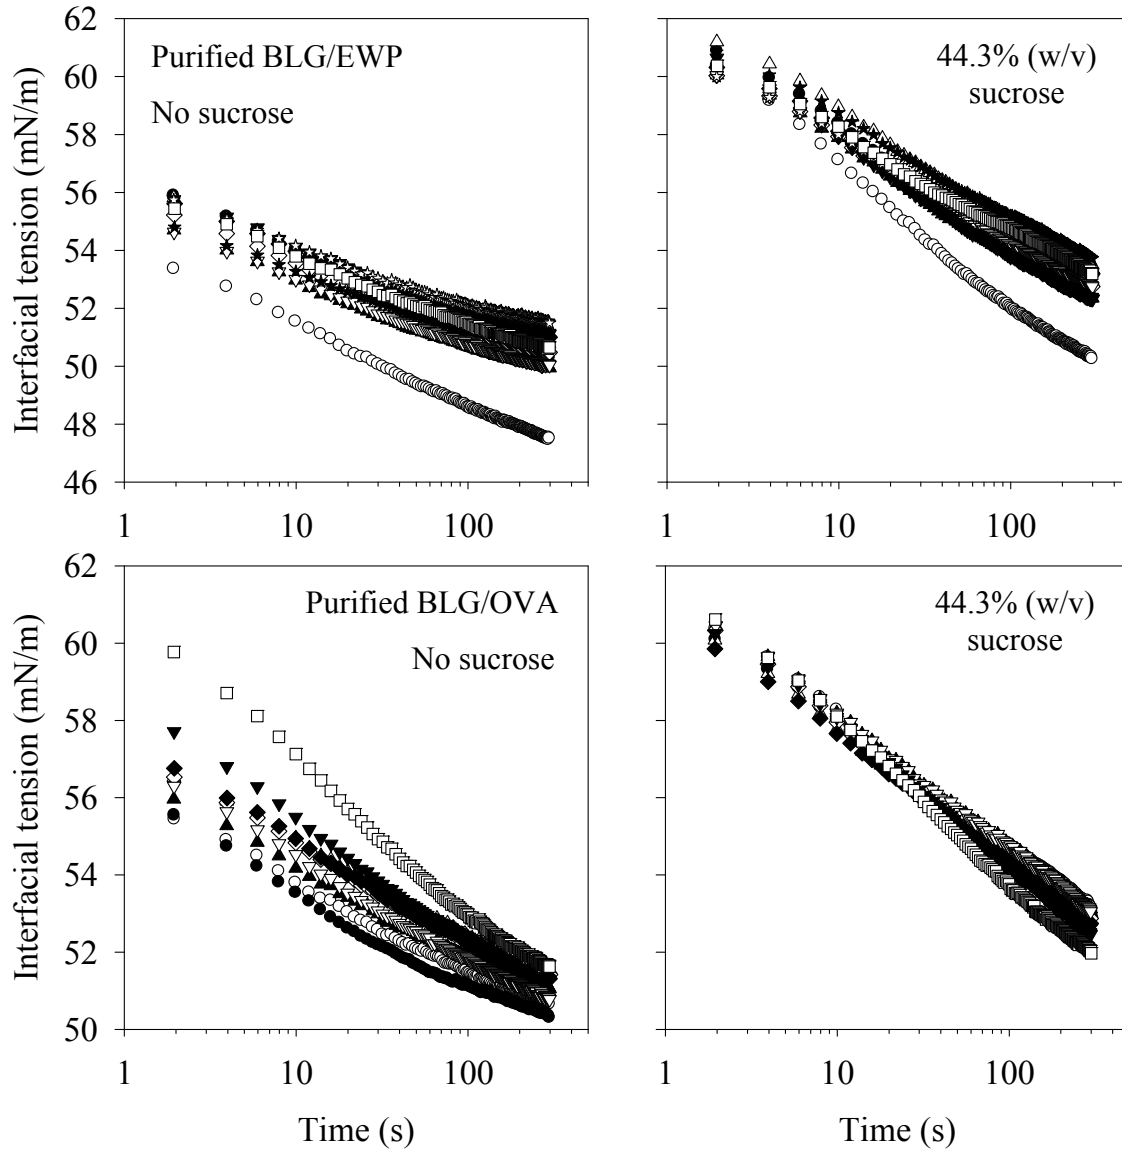 62
60
58
56
54
52
50
48
46
Interfacial tension (mN/m)
Purified BLG/EWP
No sucrose
1
10
100
44.3% (w/v)
sucrose
1
10
100
62
60
58
56
54
52
50
Interfacial tension (mN/m)
Purified BLG/OVA
No sucrose
1
10
100
Time (s)
44.3% (w/v)
sucrose
1
10
100
Time (s)